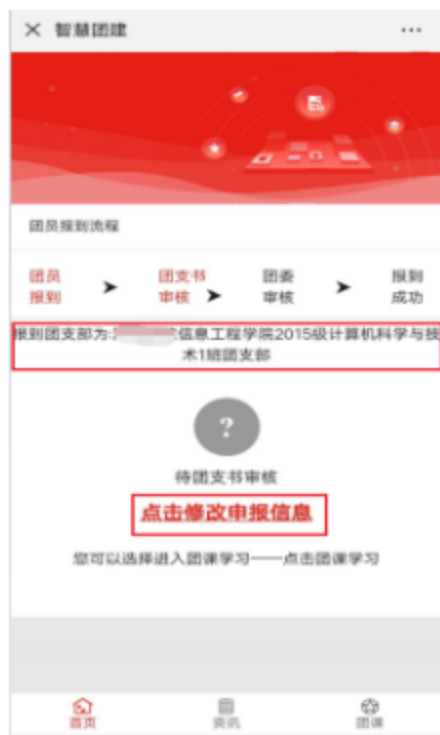 智慧团建
团员报到流程
团员 团支书 团委 报到
报到 审核 审核 成功
报到团支部为: 信息工程学院2015级计算机科学与技
术1班团支部
?
待团支书审核
点击修改申报信息
您可以选择进入团课学习——点击团课学习
首页 资讯 团课